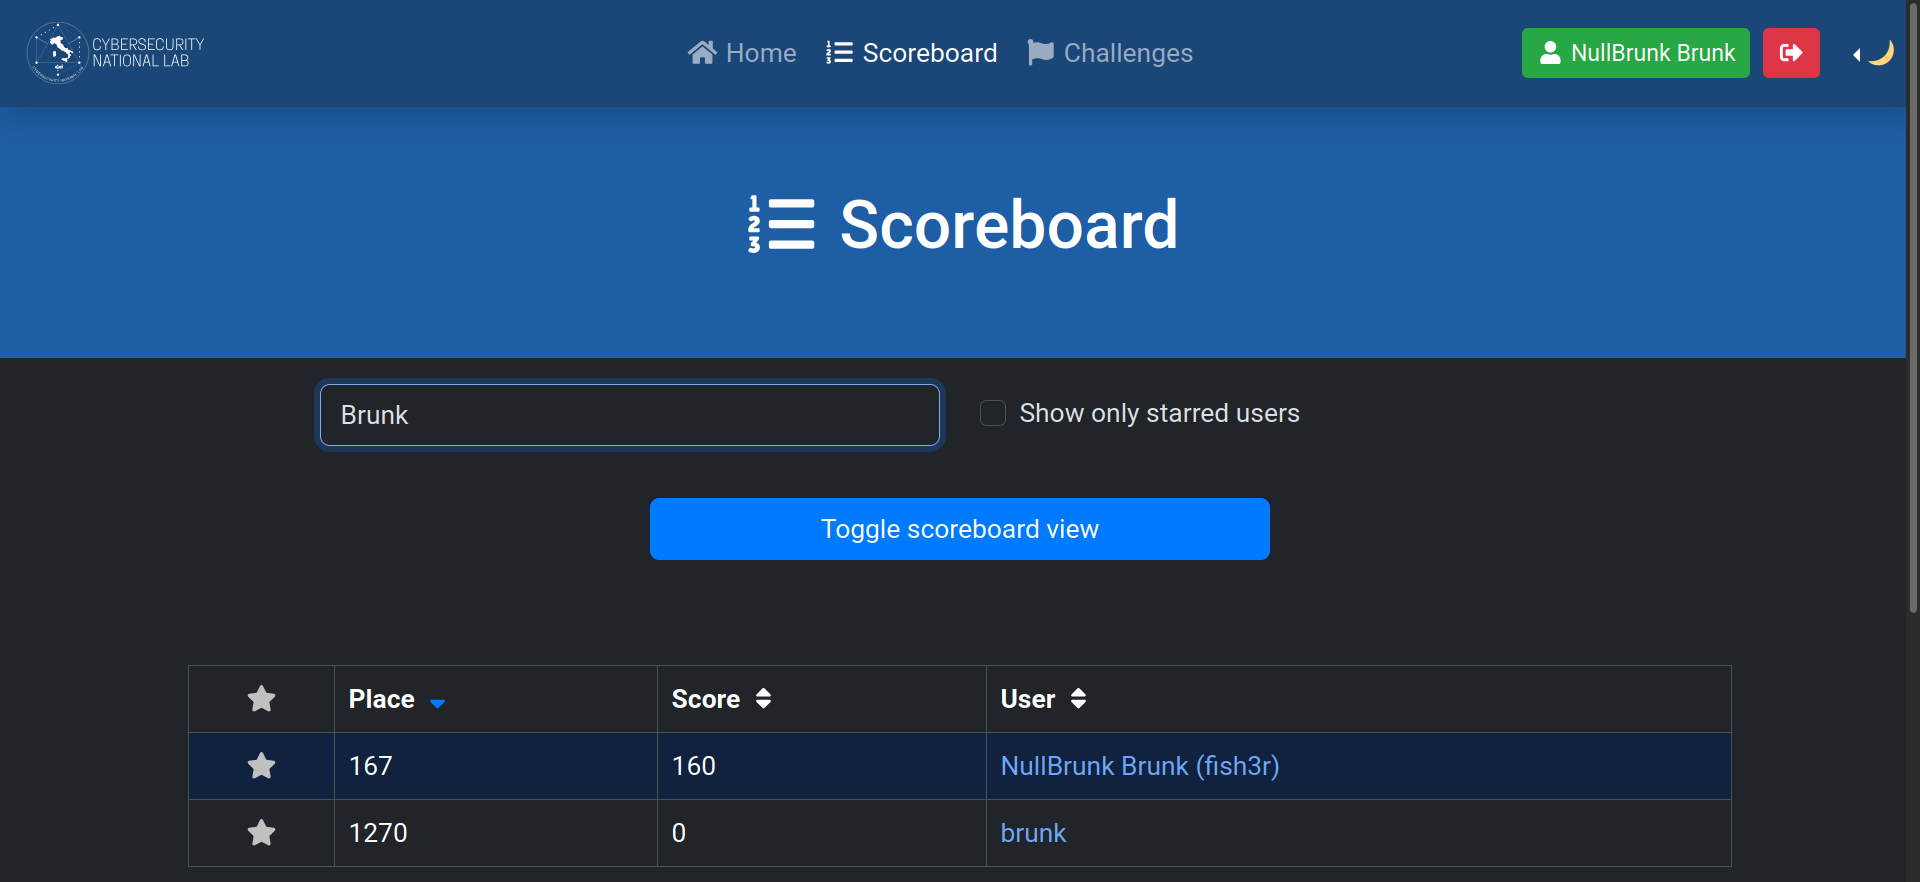 CYBERSECURITY
NATIONAL LAB
Home
Scoreboard
Challenges
NullBrunk Brunk
Scoreboard
Brunk
Show only starred users
Toggle scoreboard view
Place Score User
167 160 NullBrunk Brunk (fish3r)
1270 0 brunk